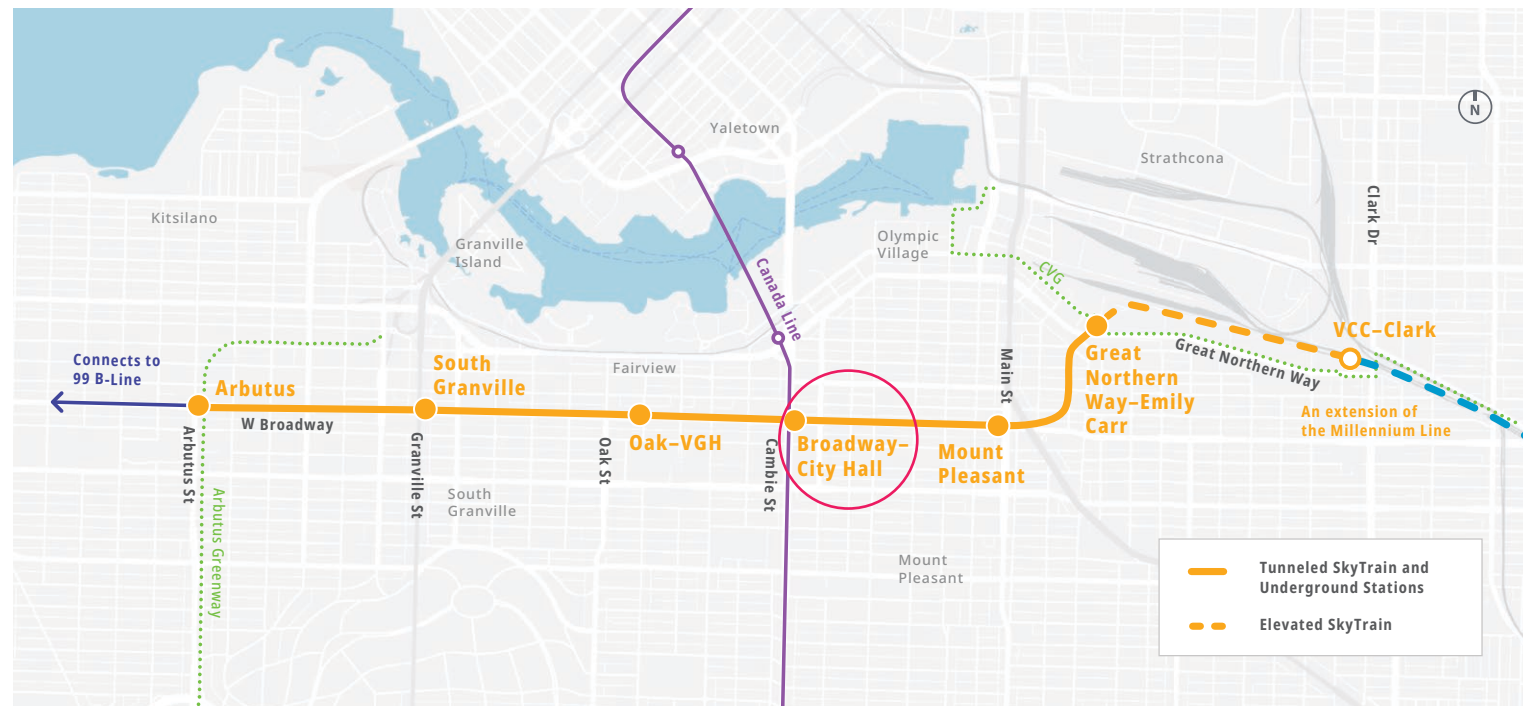 Yaletown
N
Strathcona
Kitsilano
Clark Dr
Granville
Island
Olympic
Village
CVG
Canada Line
VCC–Clark
Great Northern Way
Connects to
99 B-Line
Arbutus
South
Granville
Fairview
Main St
Great
Northern
Way–Emily
Carr
An extension of
the Millennium Line
W Broadway
Arbutus St
Granville St
Oak St
Oak–VGH
Cambie St
Broadway–
City Hall
Mount
Pleasant
Arbutus Greenway
South
Granville
Mount
Pleasant
Tunneled SkyTrain and
Underground Stations
Elevated SkyTrain